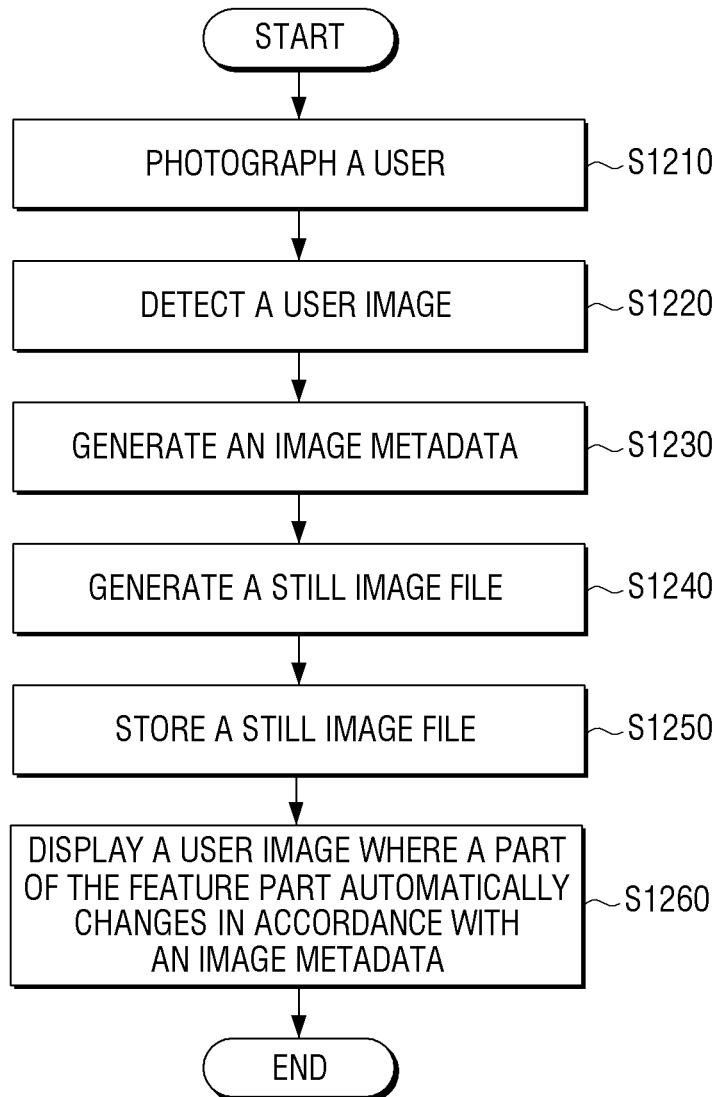 START
PHOTOGRAPH A USER
S1210
DETECT A USER IMAGE
S1220
GENERATE AN IMAGE METADATA
S1230
GENERATE A STILL IMAGE FILE
S1240
STORE A STILL IMAGE FILE
S1250
DISPLAY A USER IMAGE WHERE A PART
OF THE FEATURE PART AUTOMATICALLY
CHANGES IN ACCORDANCE WITH
AN IMAGE METADATA
S1260
END